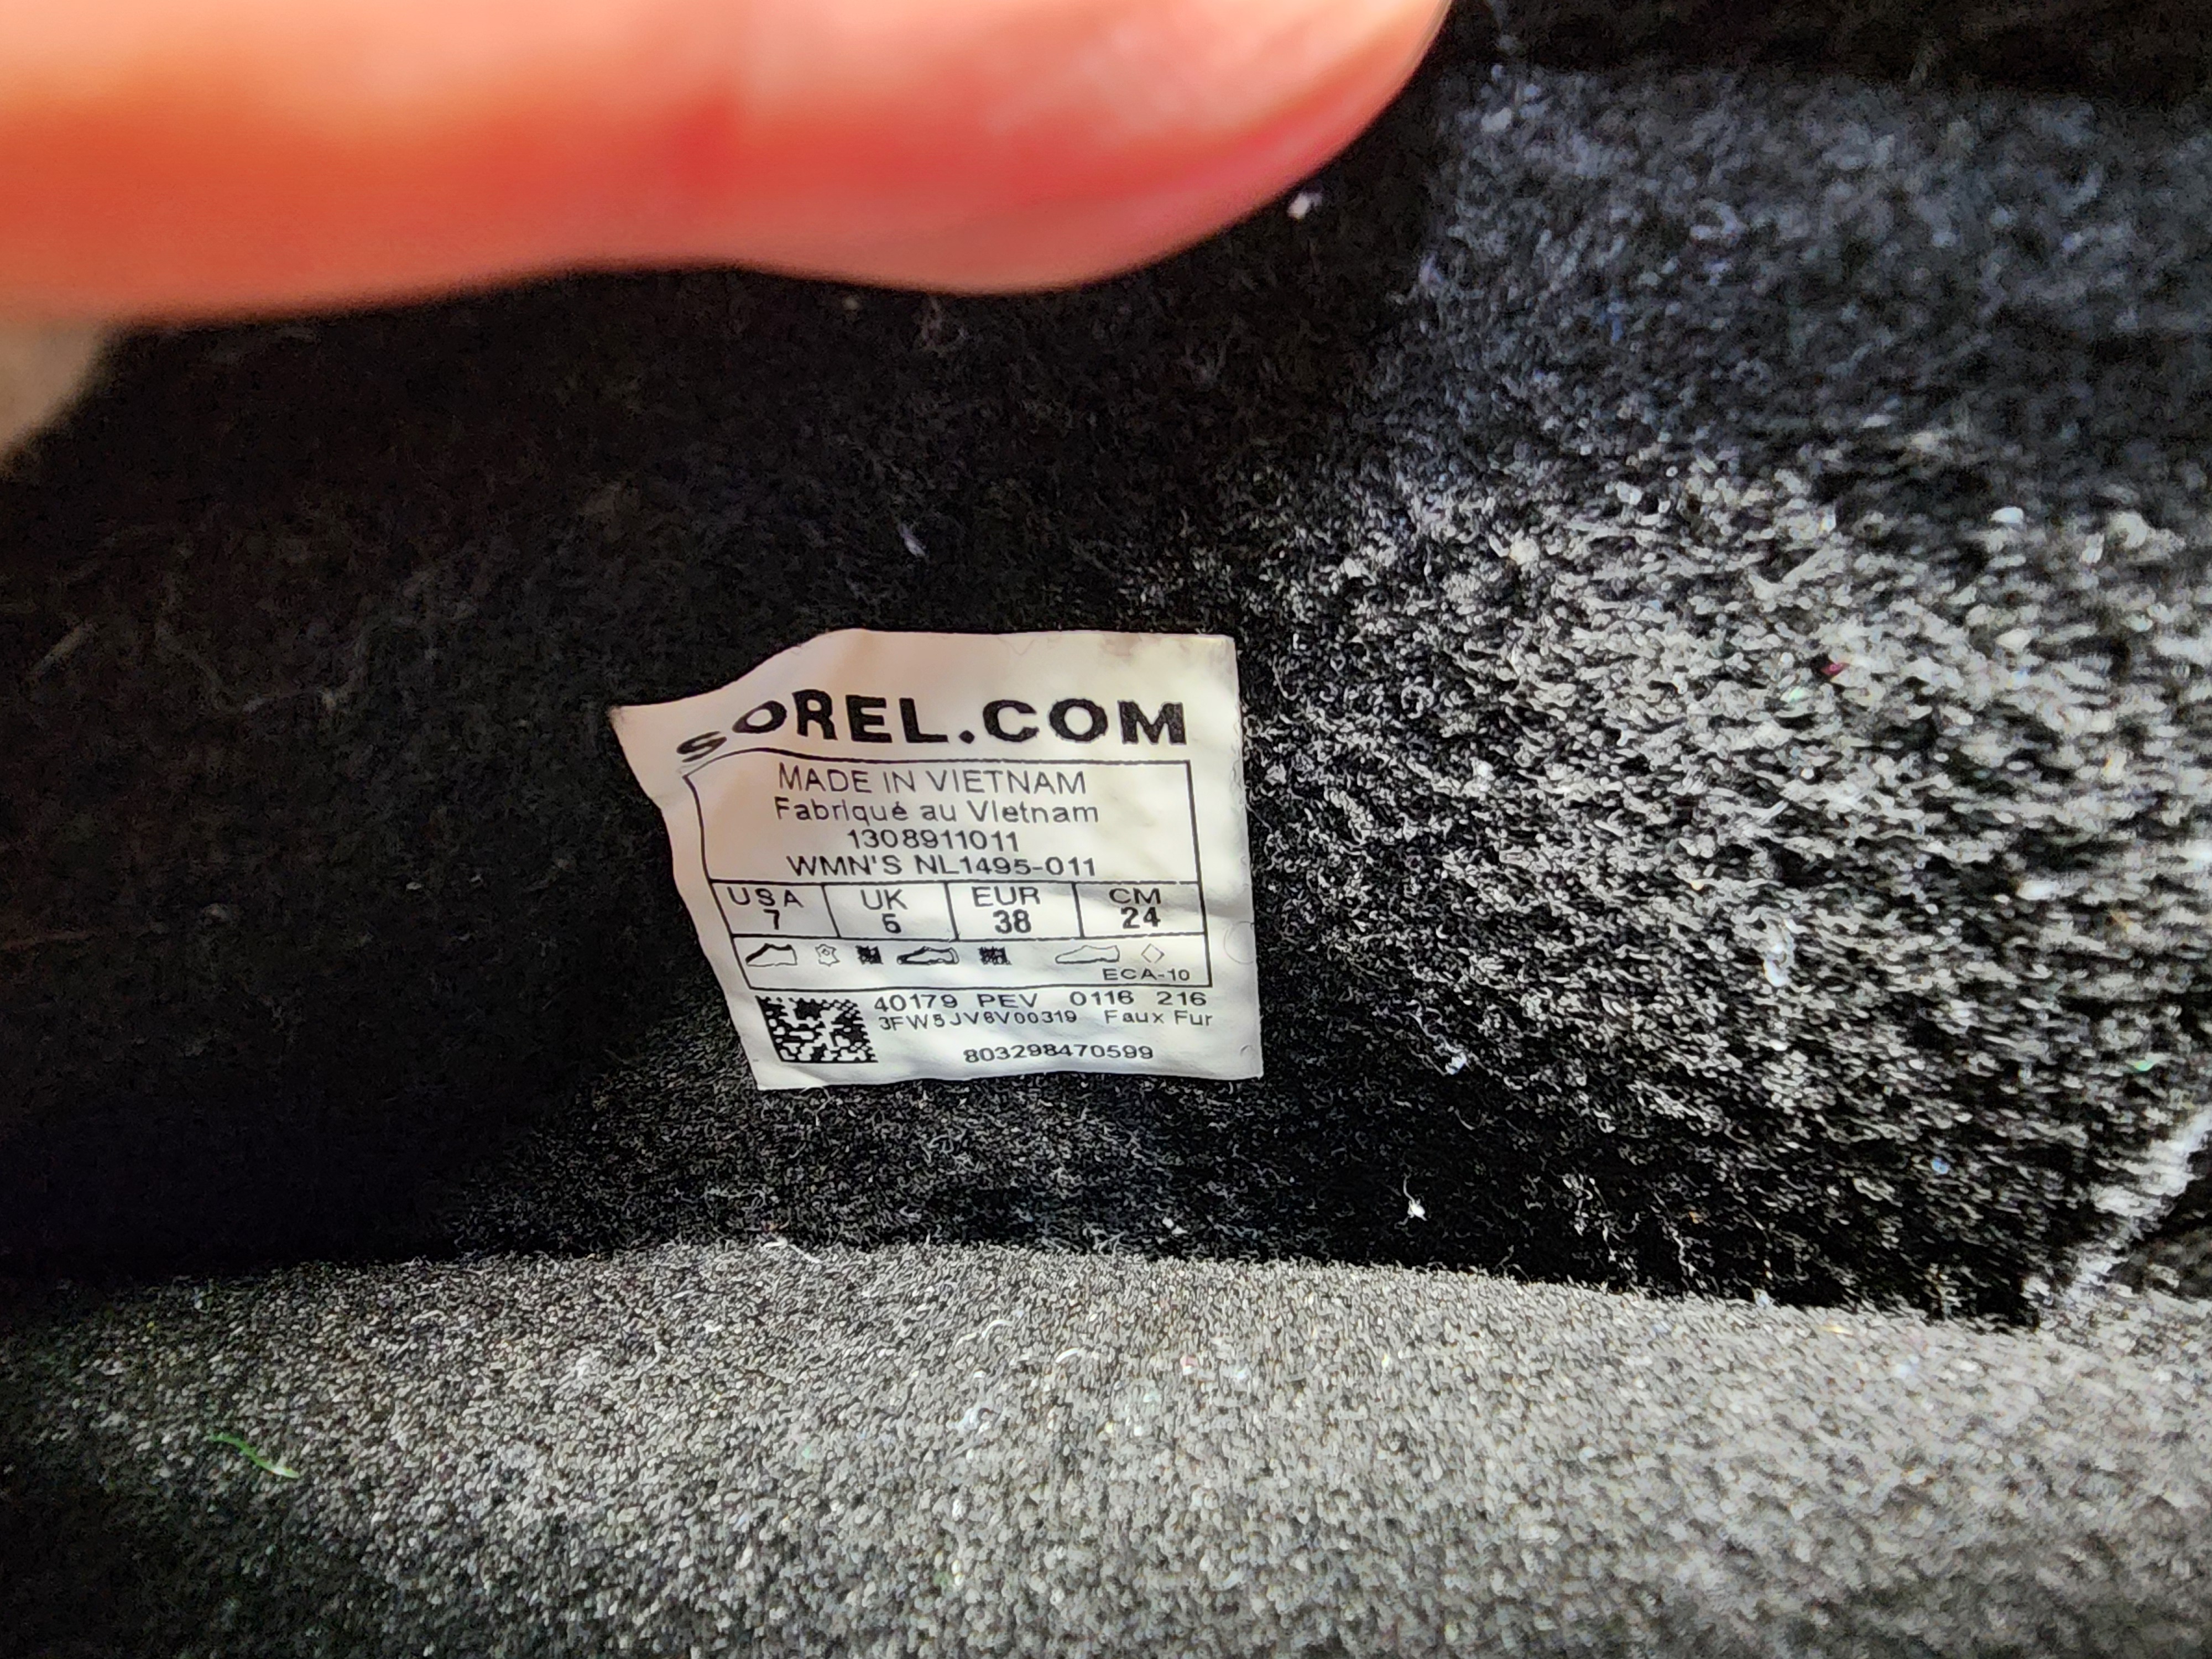 SOREL.COM
MADE IN VIETNAM
Fabriqué au Vietnam
1308911011
WMN'S NL1495-011
USA UK EUR CM
7 5 38 24
ECA-10
40179 PEV 0116 216
3FW5JV6V00319 Faux Fur
803298470599